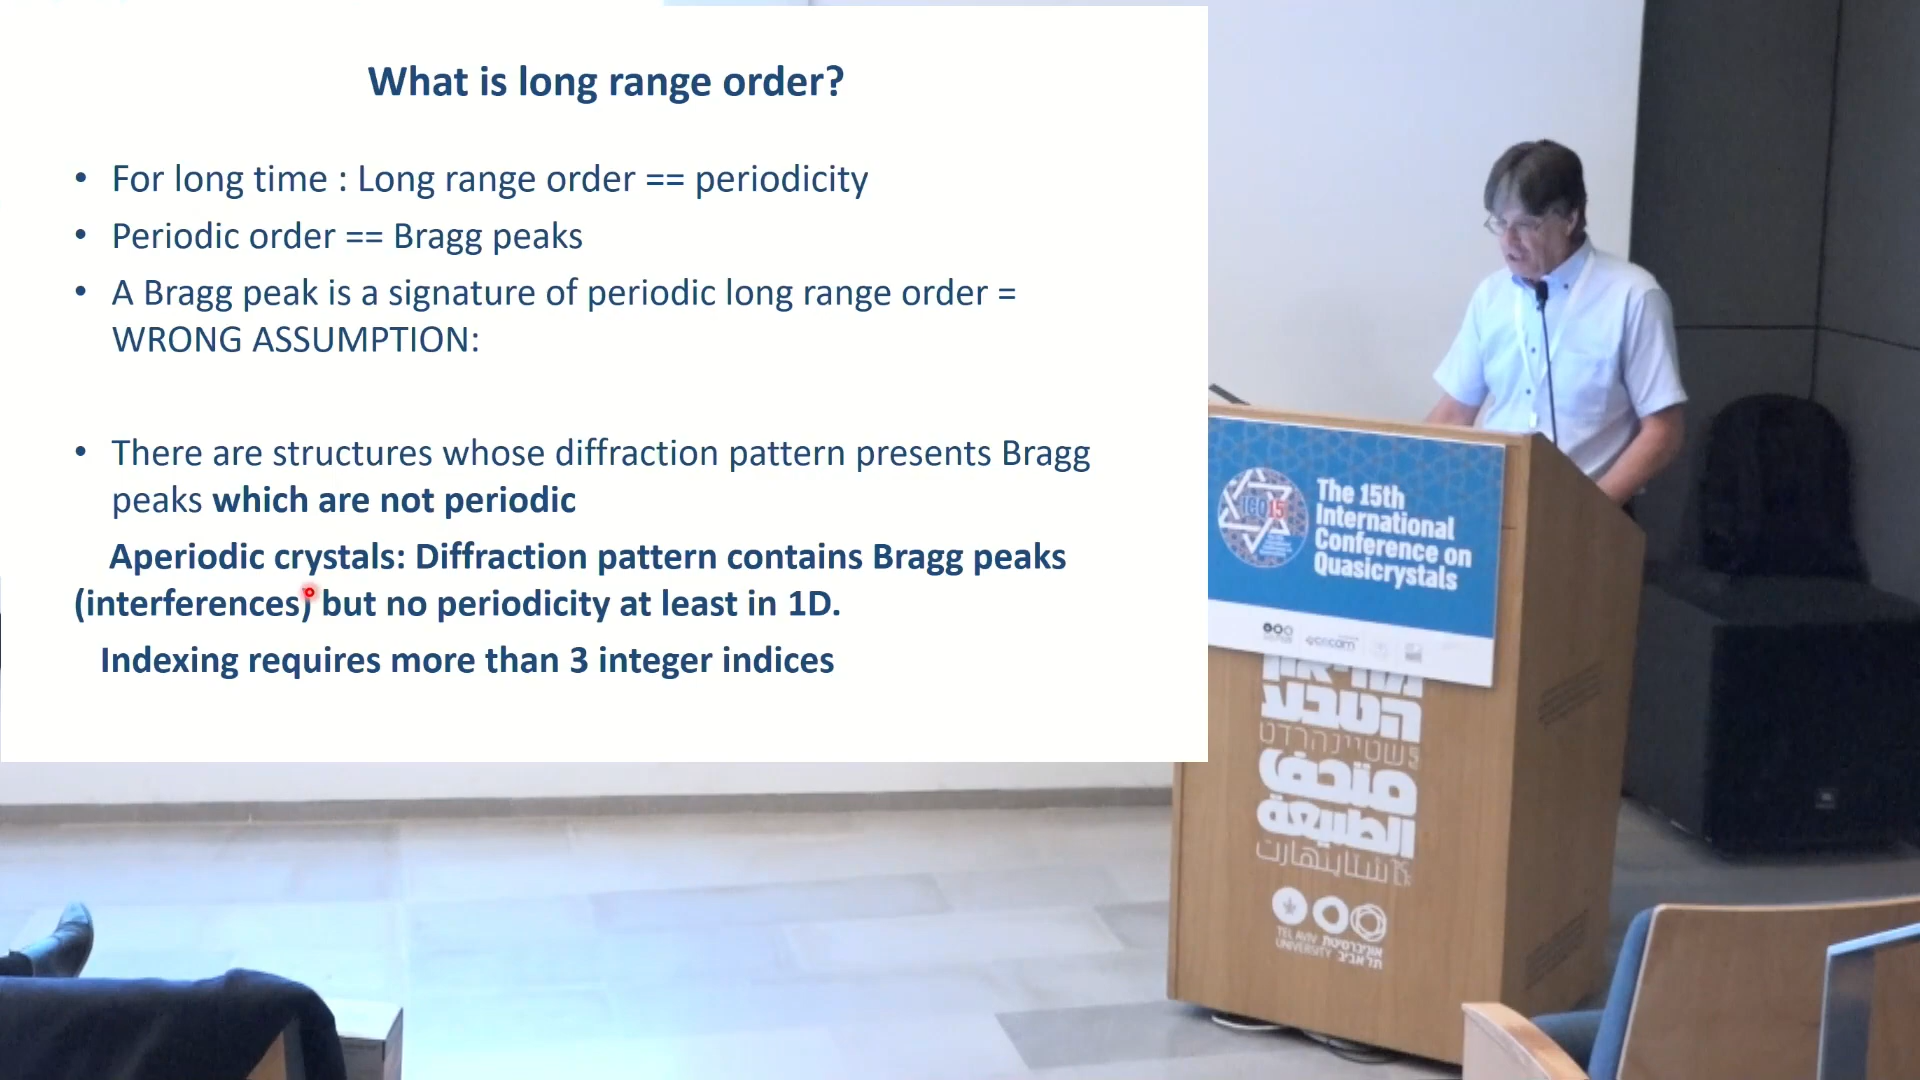 What is long range order?
• For long time : Long range order == periodicity
• Periodic order == Bragg peaks
• A Bragg peak is a signature of periodic long range order =
WRONG ASSUMPTION:
• There are structures whose diffraction pattern presents Bragg
peaks which are not periodic
Aperiodic crystals: Diffraction pattern contains Bragg peaks
(interferences) but no periodicity at least in 1D.
Indexing requires more than 3 integer indices
ICQ15
The 15th
International
Conference on
Quasicrystals
cecam
מוזיאון
הטבע
ע״ש שטיינהרדט
متحف
الطبيعة
شتاينهارت
TEL AVIV
UNIVERSITY
אוניברסיטת
תל אביב
JBL